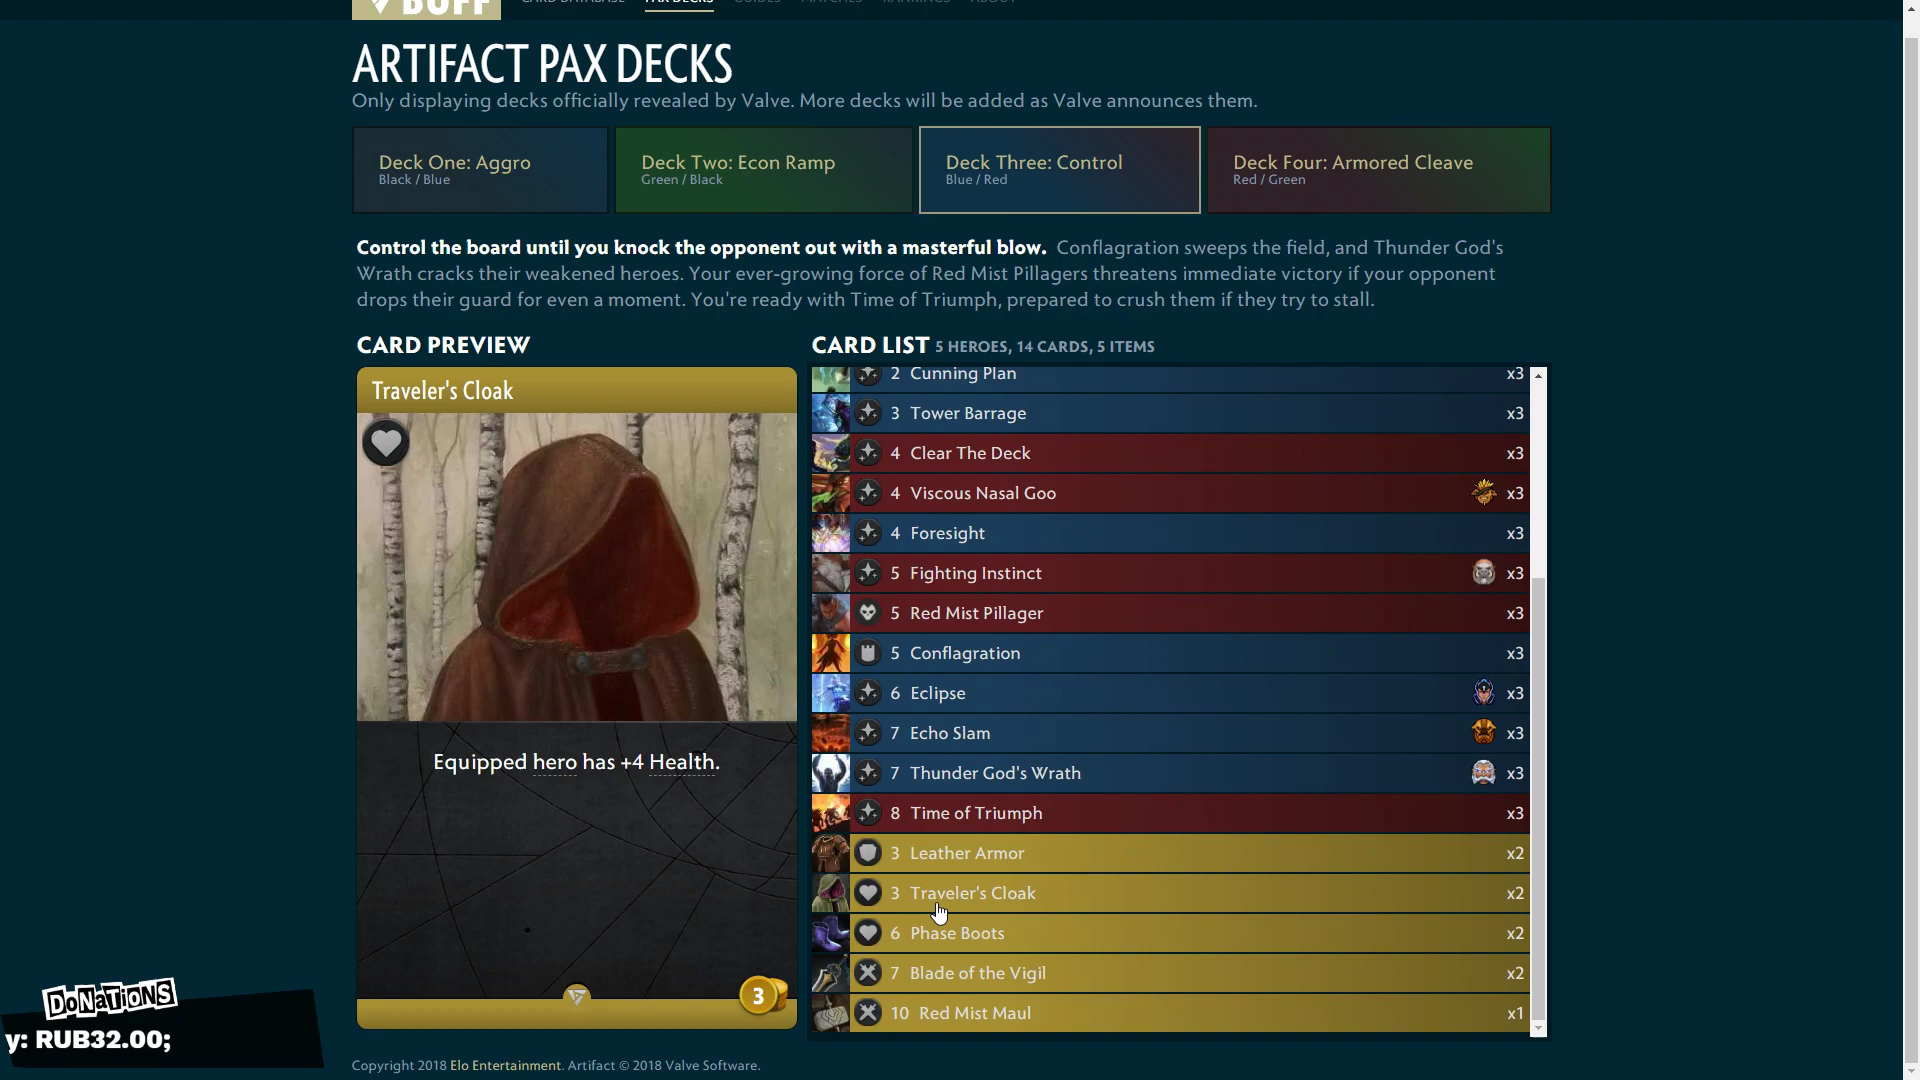 BUFF
PAX DECKS
ARTIFACT PAX DECKS
Only displaying decks officially revealed by Valve. More decks will be added as Valve announces them.
Deck One: Aggro
Black / Blue
Deck Two: Econ Ramp
Green / Black
Deck Three: Control
Blue / Red
Deck Four: Armored Cleave
Red / Green
Control the board until you knock the opponent out with a masterful blow. Conflagration sweeps the field, and Thunder God's
Wrath cracks their weakened heroes. Your ever-growing force of Red Mist Pillagers threatens immediate victory if your opponent
drops their guard for even a moment. You're ready with Time of Triumph, prepared to crush them if they try to stall.
CARD PREVIEW
Traveler's Cloak
Equipped hero has +4 Health.
3
CARD LIST 5 HEROES, 14 CARDS, 5 ITEMS
2 Cunning Plan x3
3 Tower Barrage x3
4 Clear The Deck x3
4 Viscous Nasal Goo x3
4 Foresight x3
5 Fighting Instinct x3
5 Red Mist Pillager x3
5 Conflagration x3
6 Eclipse x3
7 Echo Slam x3
7 Thunder God's Wrath x3
8 Time of Triumph x3
3 Leather Armor x2
3 Traveler's Cloak x2
6 Phase Boots x2
7 Blade of the Vigil x2
10 Red Mist Maul x1
DONATIONS
y: RUB32.00;
Copyright 2018 Elo Entertainment. Artifact © 2018 Valve Software.